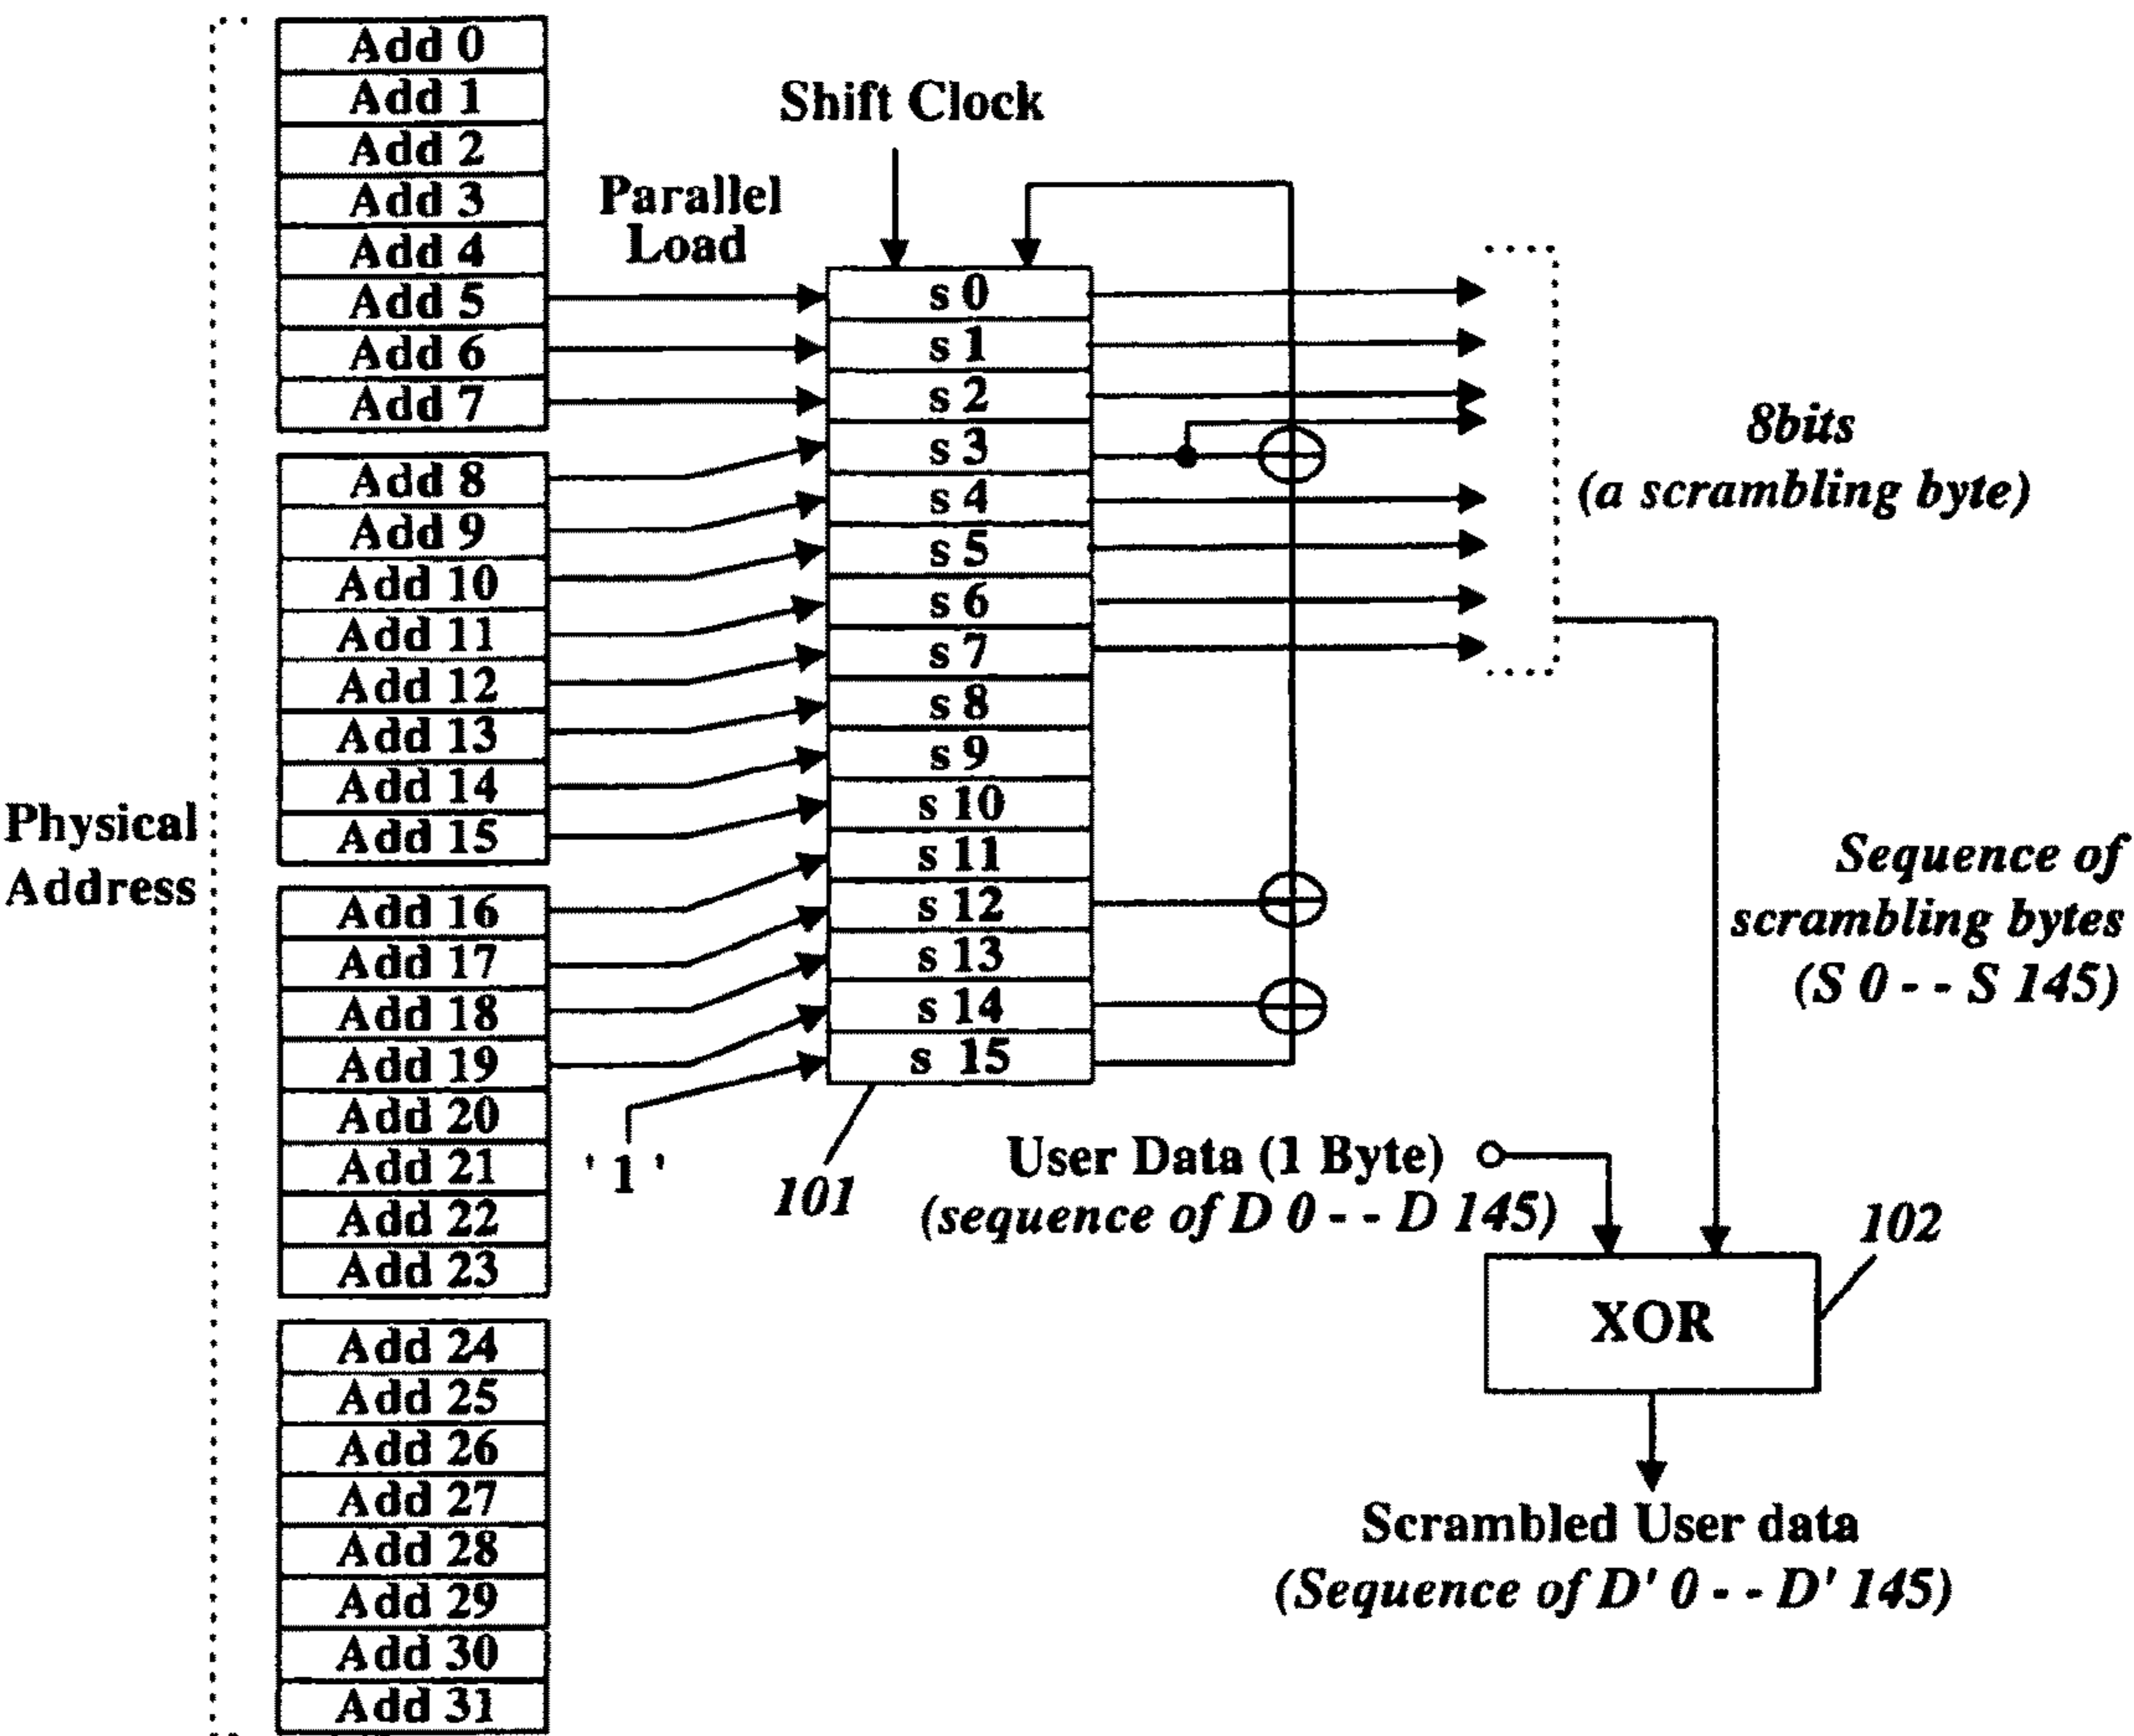 Physical
Address
Add 0
Add 1
Add 2
Add 3
Add 4
Add 5
Add 6
Add 7
Add 8
Add 9
Add 10
Add 11
Add 12
Add 13
Add 14
Add 15
Add 16
Add 17
Add 18
Add 19
Add 20
Add 21
Add 22
Add 23
Add 24
Add 25
Add 26
Add 27
Add 28
Add 29
Add 30
Add 31
Shift Clock
Parallel
Load
s 0
s 1
s 2
s 3
s 4
s 5
s 6
s 7
s 8
s 9
s 10
s 11
s 12
s 13
s 14
s 15
' 1 '
101
8bits
(a scrambling byte)
Sequence of
scrambling bytes
(S 0 - - S 145)
User Data (1 Byte)
(sequence of D 0 - - D 145)
102
XOR
Scrambled User data
(Sequence of D' 0 - - D' 145)